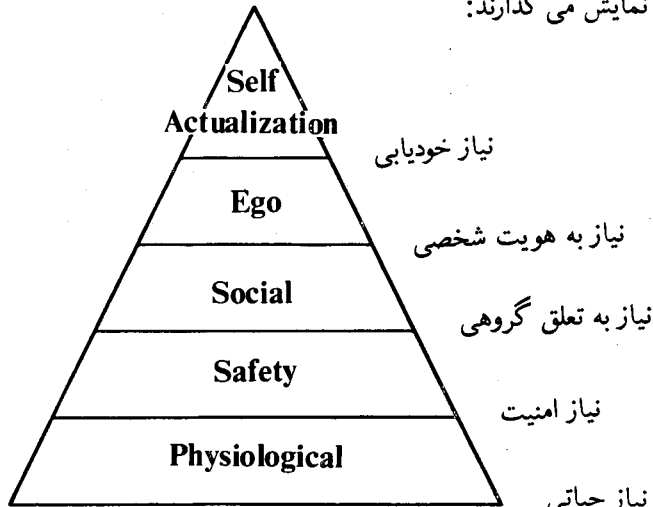 نمایش می گذارند:
Self
Actualization
نیاز خودیابی
Ego
نیاز به هویت شخصی
Social
نیاز به تعلق گروهی
Safety
نیاز امنیت
Physiological
نیاز حیاتی